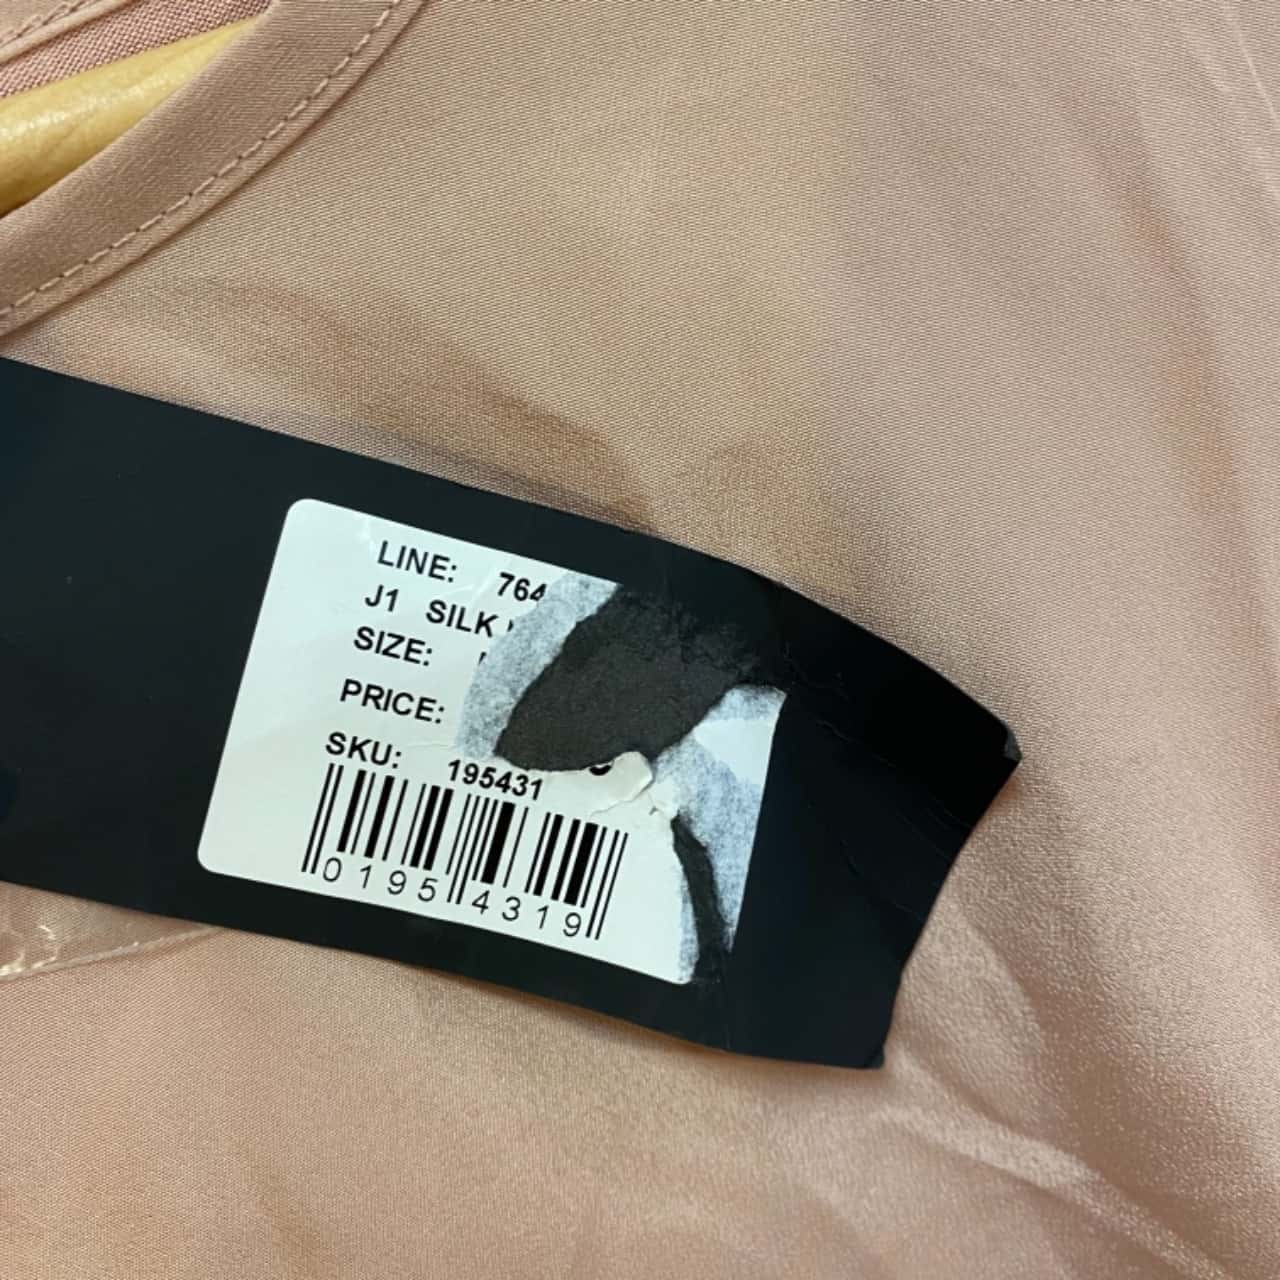 LINE: 764
J1 SILK
SIZE:
PRICE:
SKU: 195431
0195 4319